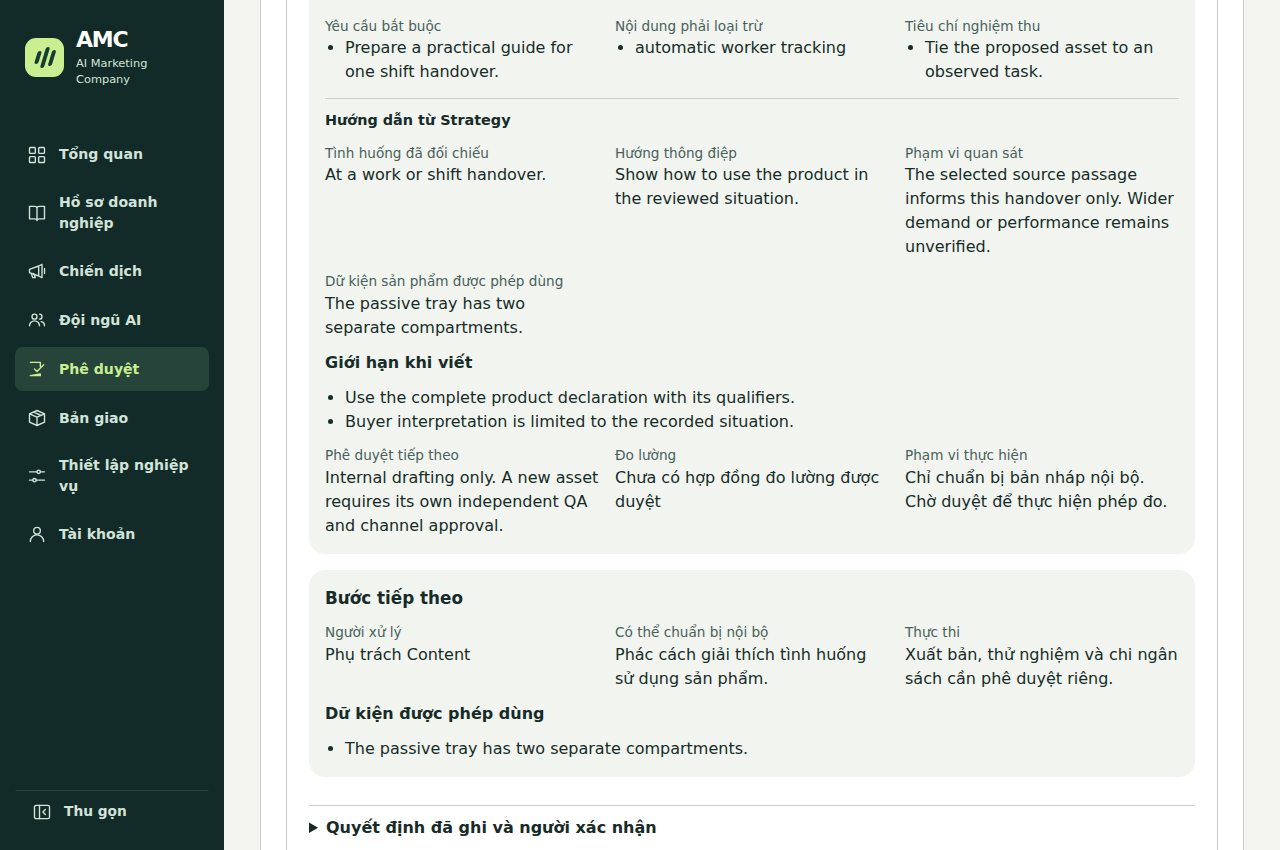 AMC
AI Marketing
Company
Tổng quan
Hồ sơ doanh
nghiệp
Chiến dịch
Đội ngũ AI
Phê duyệt
Bản giao
Thiết lập nghiệp
vụ
Tài khoản
Thu gọn
Yêu cầu bắt buộc
Prepare a practical guide for
one shift handover.
Nội dung phải loại trừ
automatic worker tracking
Tiêu chí nghiệm thu
Tie the proposed asset to an
observed task.
Hướng dẫn từ Strategy
Tình huống đã đối chiếu
At a work or shift handover.
Hướng thông điệp
Show how to use the product in
the reviewed situation.
Phạm vi quan sát
The selected source passage
informs this handover only. Wider
demand or performance remains
unverified.
Dữ kiện sản phẩm được phép dùng
The passive tray has two
separate compartments.
Giới hạn khi viết
Use the complete product declaration with its qualifiers.
Buyer interpretation is limited to the recorded situation.
Phê duyệt tiếp theo
Internal drafting only. A new asset
requires its own independent QA
and channel approval.
Đo lường
Chưa có hợp đồng đo lường được
duyệt
Phạm vi thực hiện
Chỉ chuẩn bị bản nháp nội bộ.
Chờ duyệt để thực hiện phép đo.
Bước tiếp theo
Người xử lý
Phụ trách Content
Có thể chuẩn bị nội bộ
Phác cách giải thích tình huống
sử dụng sản phẩm.
Thực thi
Xuất bản, thử nghiệm và chi ngân
sách cần phê duyệt riêng.
Dữ kiện được phép dùng
The passive tray has two separate compartments.
Quyết định đã ghi và người xác nhận